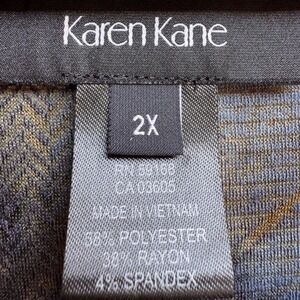 Karen Kane
2X
RN 59168
CA 03605
MADE IN VIETNAM
58% POLYESTER
38% RAYON
4% SPANDEX